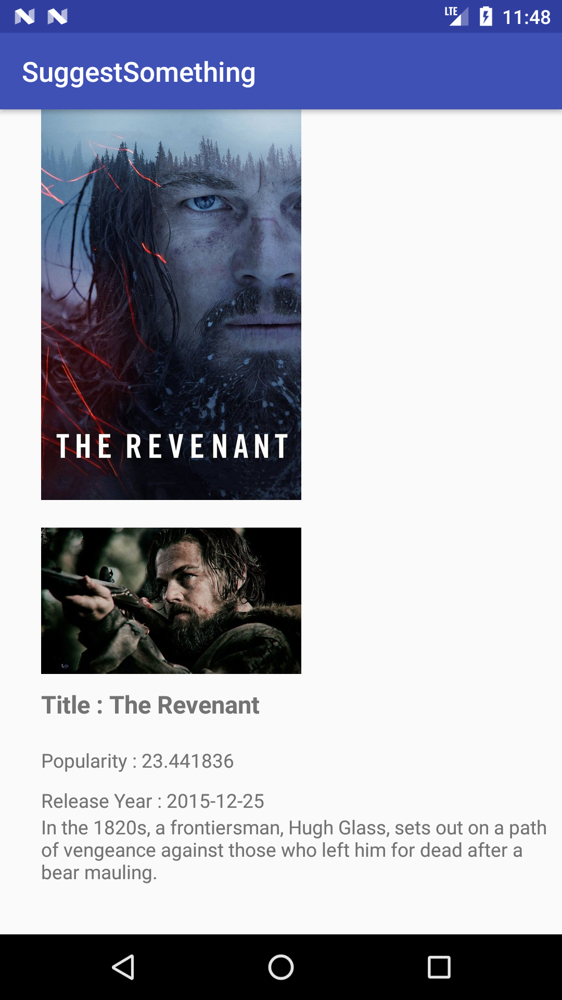 LTE 11:48
SuggestSomething
THE REVENANT
Title : The Revenant
Popularity : 23.441836
Release Year : 2015-12-25
In the 1820s, a frontiersman, Hugh Glass, sets out on a path
of vengeance against those who left him for dead after a
bear mauling.